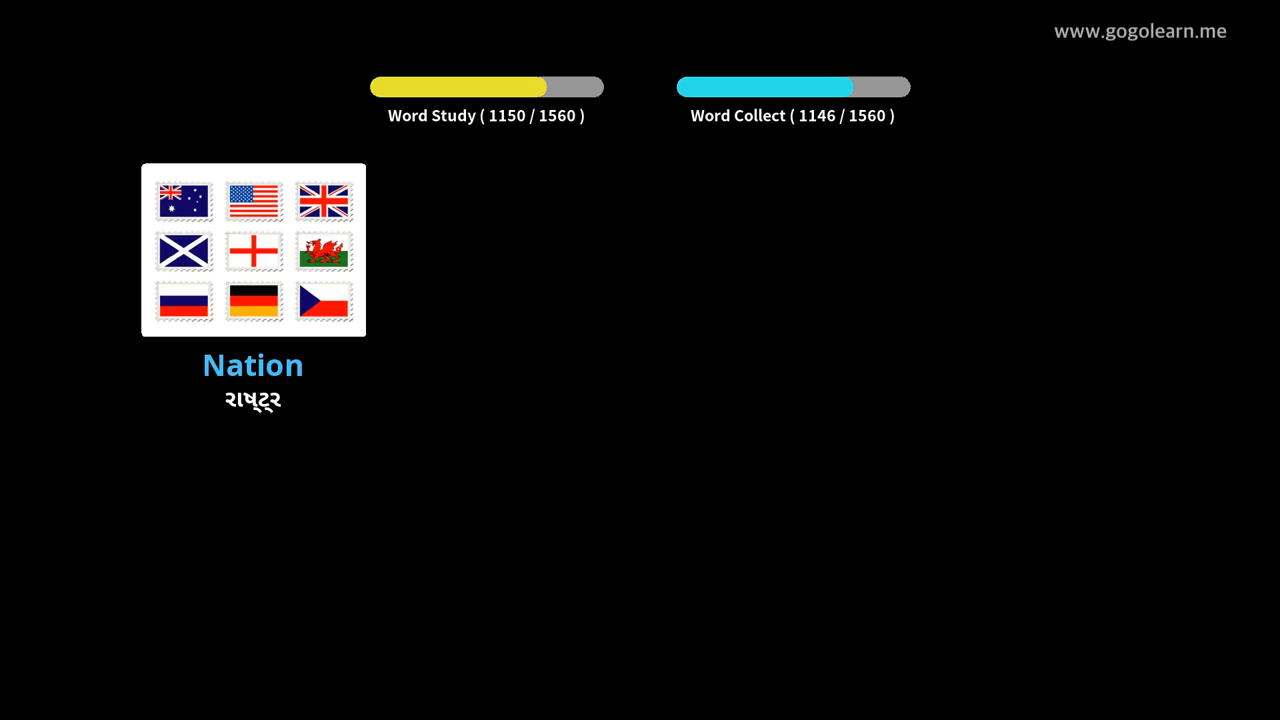 www.gogolearn.me
Word Study ( 1150 / 1560 )
Word Collect ( 1146 / 1560 )
Nation
રાષ્ટ્ર